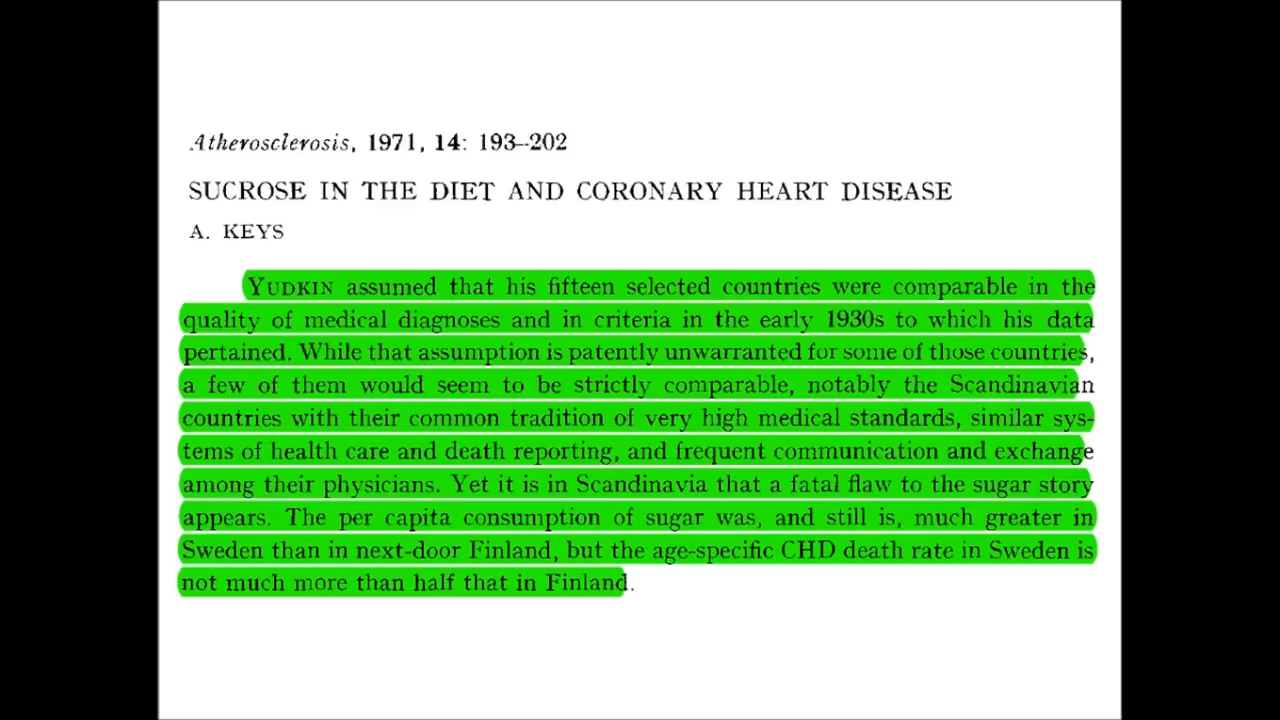 Atherosclerosis, 1971, 14: 193–202
SUCROSE IN THE DIET AND CORONARY HEART DISEASE
A. KEYS
YUDKIN assumed that his fifteen selected countries were comparable in the
quality of medical diagnoses and in criteria in the early 1930s to which his data
pertained. While that assumption is patently unwarranted for some of those countries,
a few of them would seem to be strictly comparable, notably the Scandinavian
countries with their common tradition of very high medical standards, similar sys-
tems of health care and death reporting, and frequent communication and exchange
among their physicians. Yet it is in Scandinavia that a fatal flaw to the sugar story
appears. The per capita consumption of sugar was, and still is, much greater in
Sweden than in next-door Finland, but the age-specific CHD death rate in Sweden is
not much more than half that in Finland.